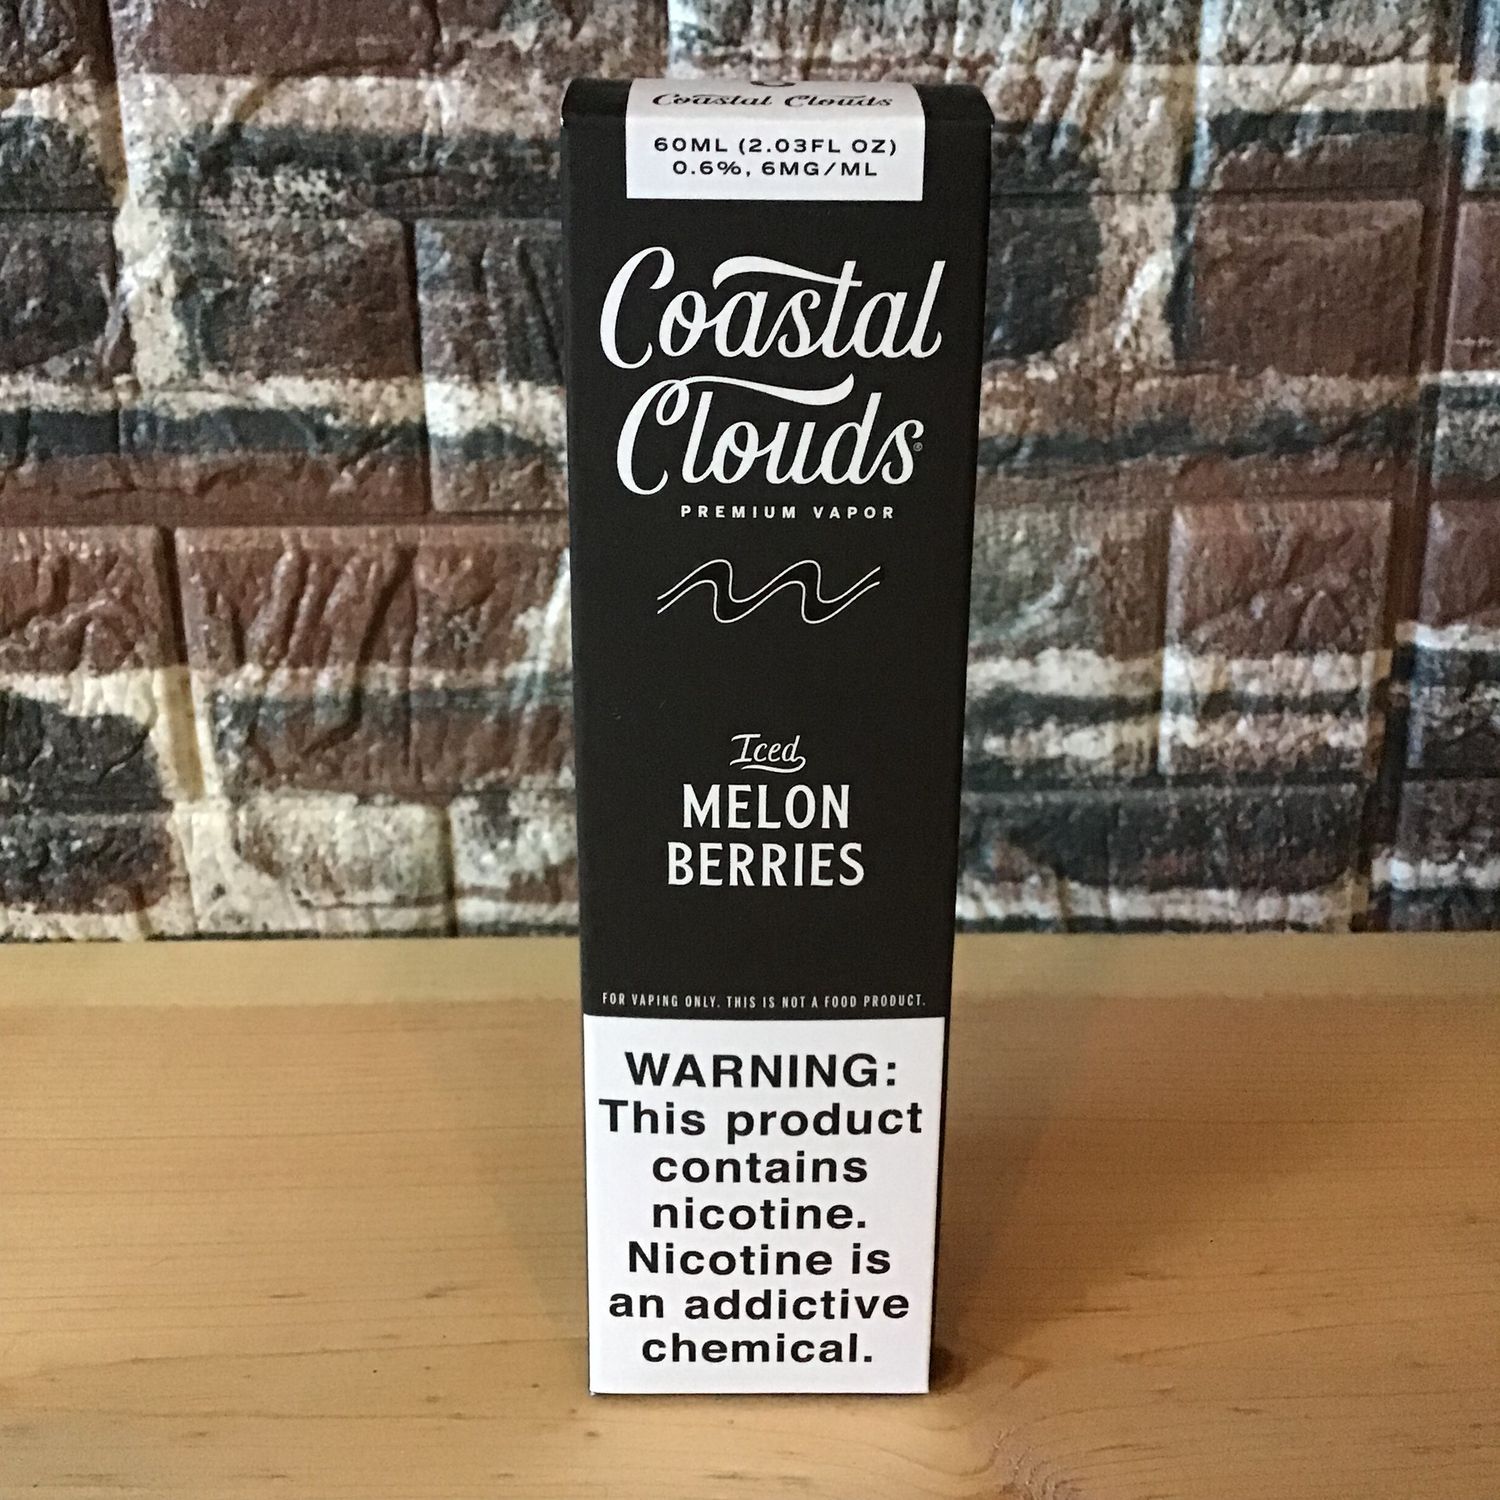 Coastal Clouds
60ML (2.03FL OZ)
0.6%, 6MG/ML
Coastal
Clouds®
PREMIUM VAPOR
Iced
MELON
BERRIES
FOR VAPING ONLY. THIS IS NOT A FOOD PRODUCT.
WARNING:
This product
contains
nicotine.
Nicotine is
an addictive
chemical.